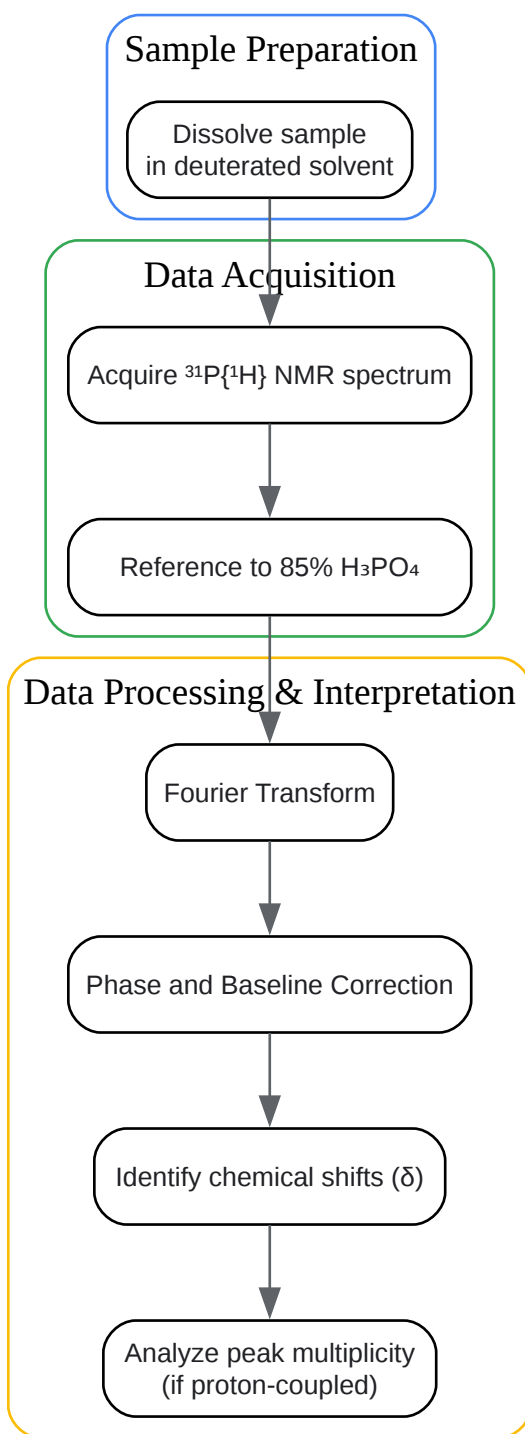 Sample Preparation
Dissolve sample
in deuterated solvent
Data Acquisition
Acquire ³¹P{¹H} NMR spectrum
Reference to 85% H₃PO₄
Data Processing & Interpretation
Fourier Transform
Phase and Baseline Correction
Identify chemical shifts (δ)
Analyze peak multiplicity
(if proton-coupled)